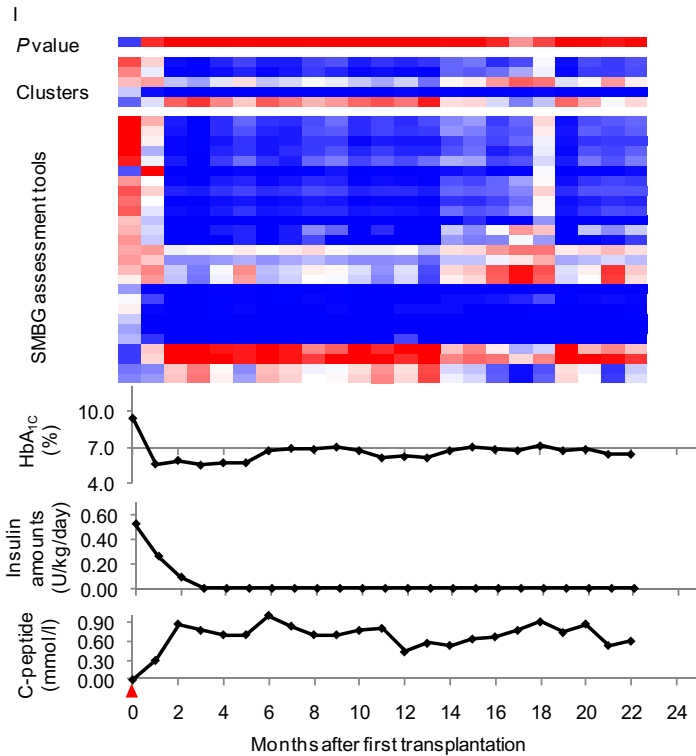 I
P value
Clusters
SMBG assessment tools
HbA1C
(%)
10.0
7.0
4.0
Insulin
amounts
(U/kg/day)
0.60
0.40
0.20
0.00
C-peptide
(mmol/l)
0.90
0.60
0.30
0.00
0 2 4 6 8 10 12 14 16 18 20 22 24
Months after first transplantation